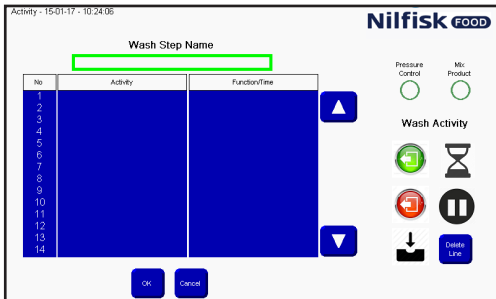 Activity - 15-01-17 - 10:24:06
Nilfisk FOOD
Wash Step Name
Pressure Control
Mix Product
No Activity Function/Time
1
2
3
4
5
6
7
8
9
10
11
12
13
14
Wash Activity
Delete Line
OK Cancel